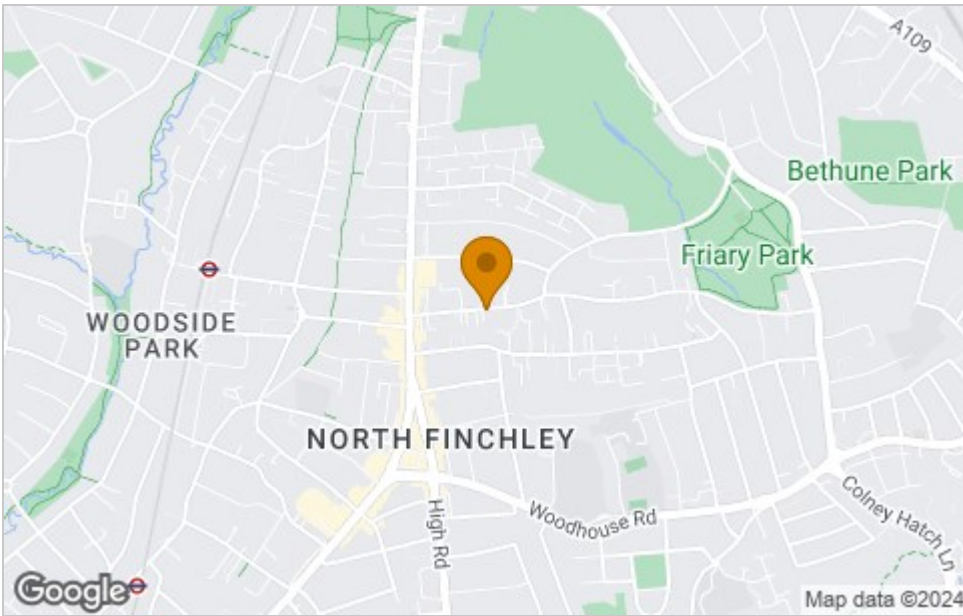 A109
Bethune Park
Friary Park
WOODSIDE
PARK
NORTH FINCHLEY
High Rd
Woodhouse Rd
Colney Hatch Ln
Google
Map data ©2024